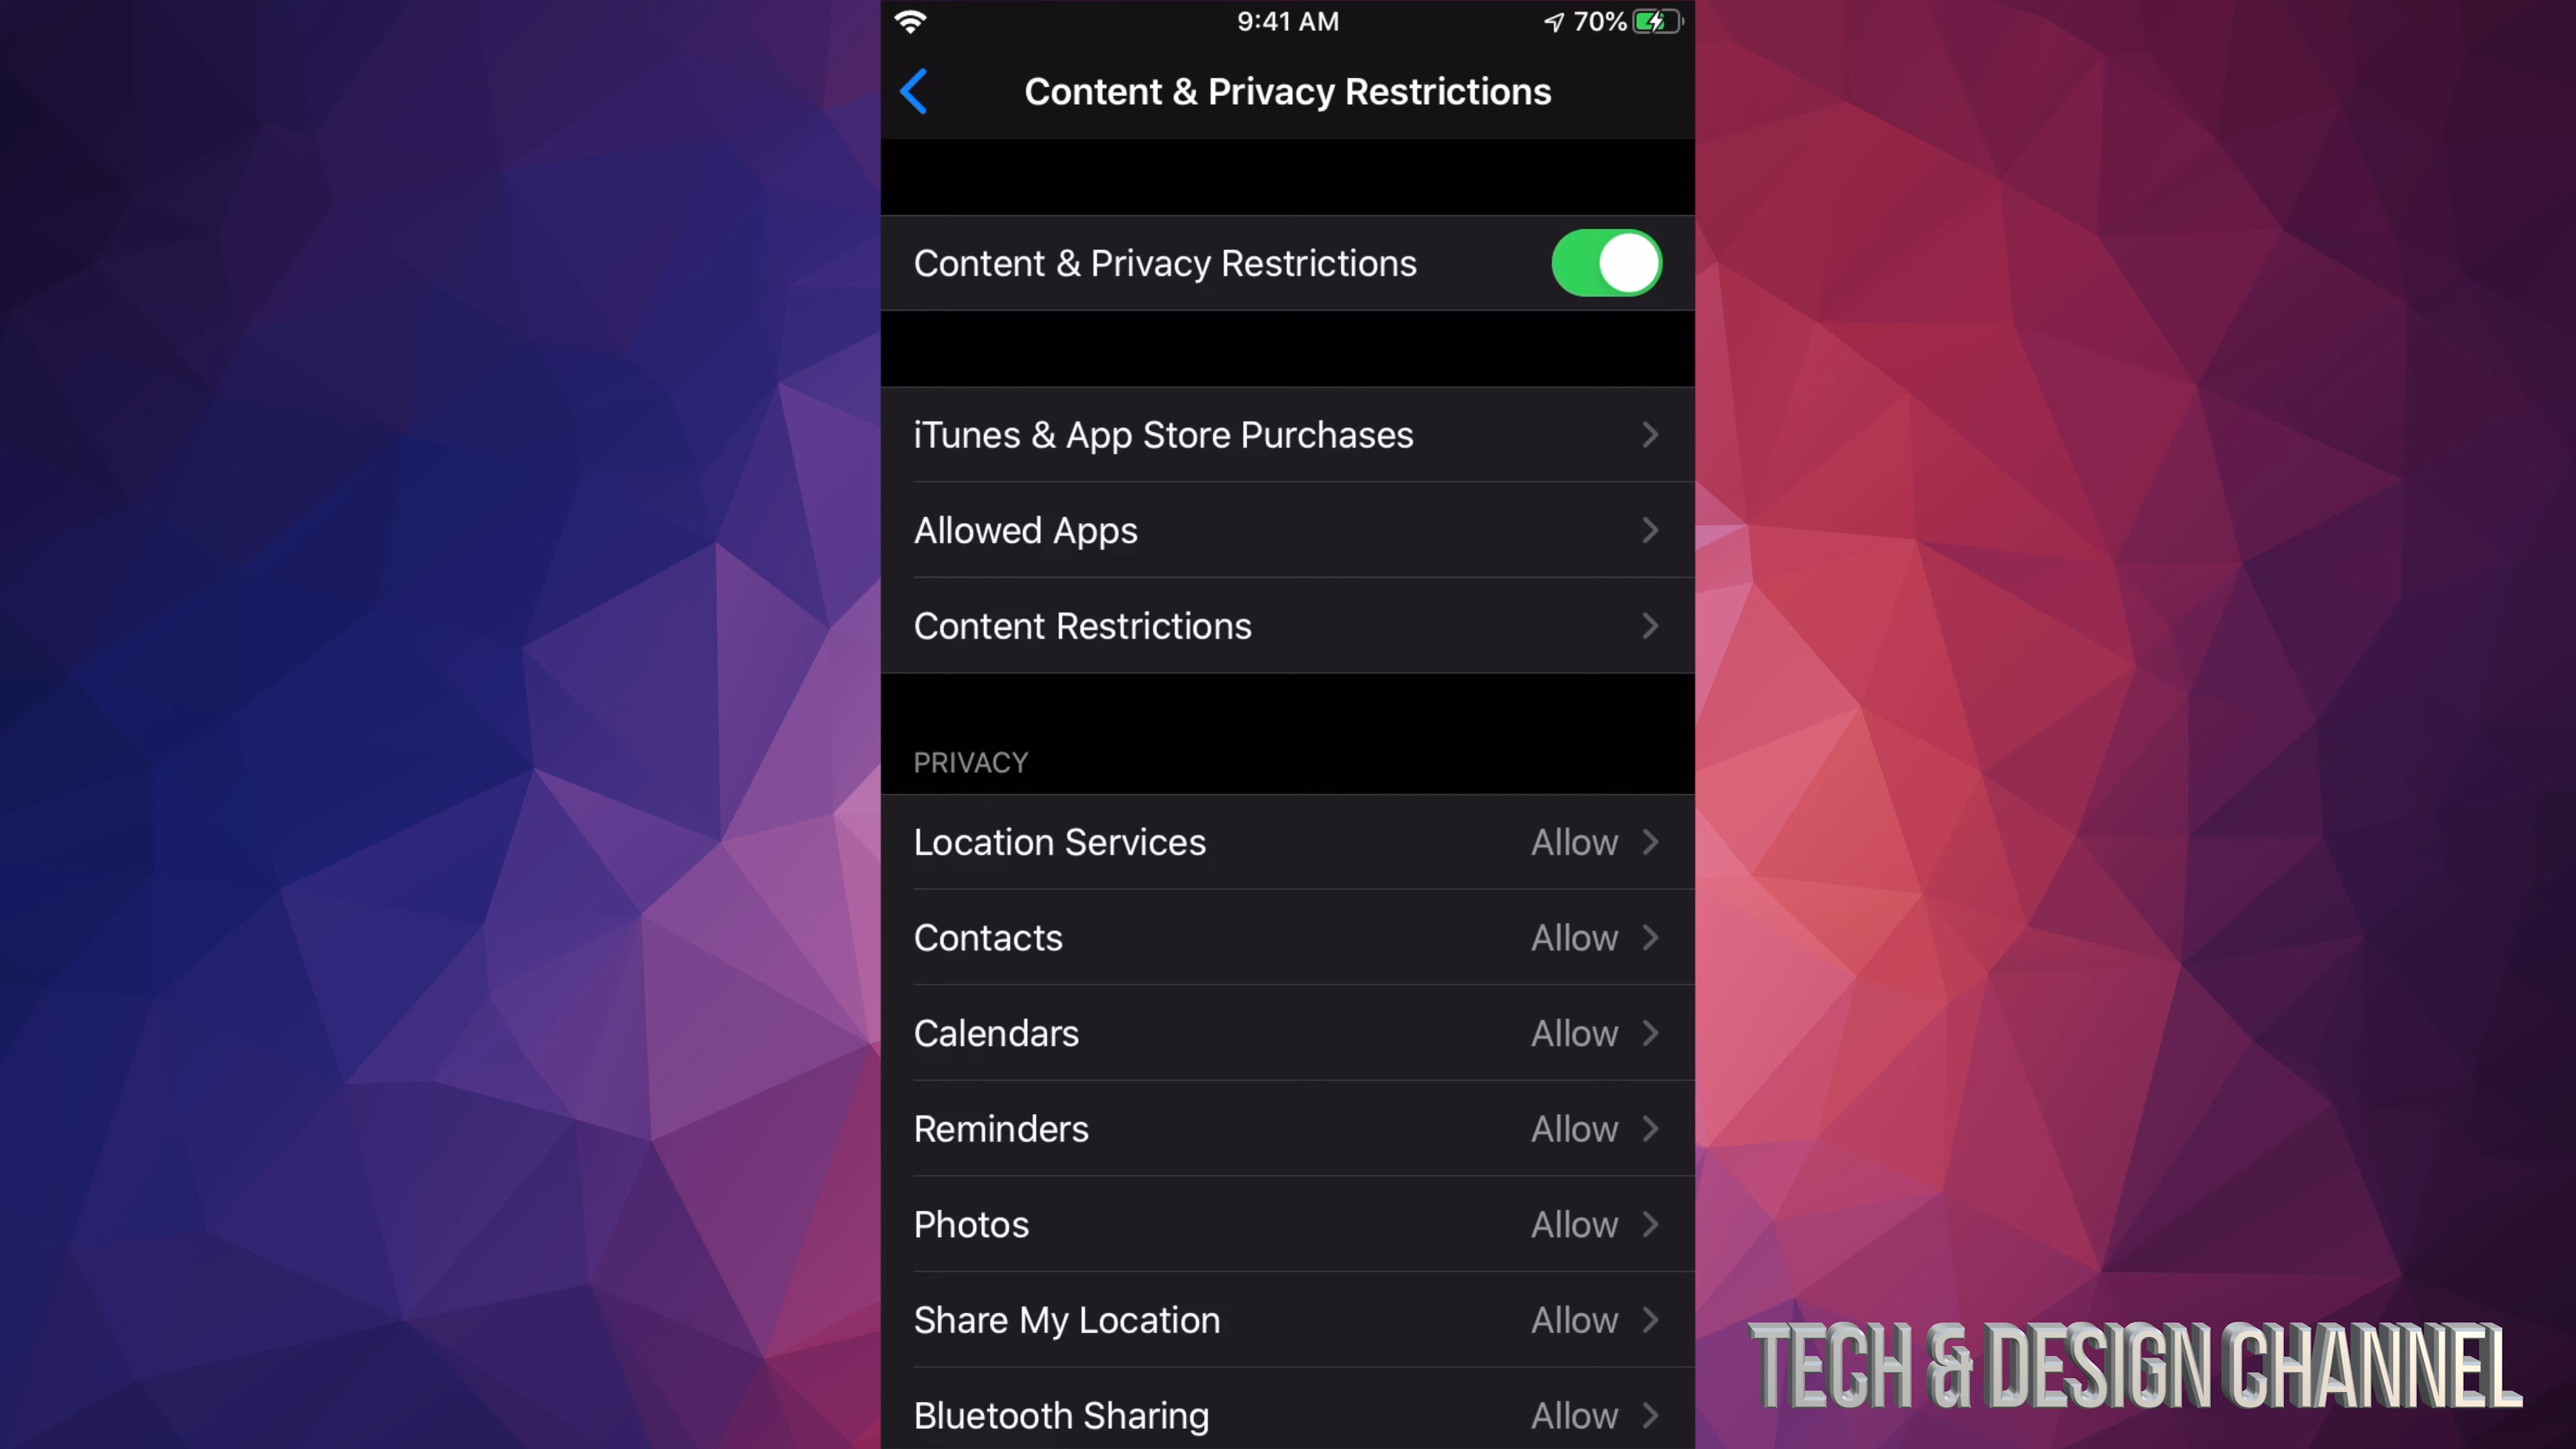 9:41 AM
70%
Content & Privacy Restrictions
Content & Privacy Restrictions
iTunes & App Store Purchases
Allowed Apps
Content Restrictions
PRIVACY
Location Services Allow
Contacts Allow
Calendars Allow
Reminders Allow
Photos Allow
Share My Location Allow
Bluetooth Sharing Allow
TECH & DESIGN CHANNEL